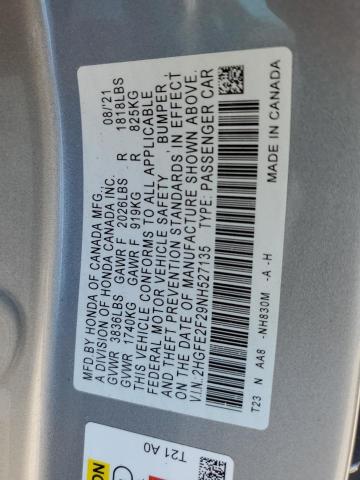 MFD. BY HONDA OF CANADA MFG., 08/'21
A DIVISION OF HONDA CANADA INC.
GVWR 3836LBS GAWR F 2026LBS R 1818LBS
GVWR 1740KG GAWR F 919KG R 825KG
THIS VEHICLE CONFORMS TO ALL APPLICABLE
FEDERAL MOTOR VEHICLE SAFETY, BUMPER,
AND THEFT PREVENTION STANDARDS IN EFFECT
ON THE DATE OF MANUFACTURE SHOWN ABOVE.
V.I.N. 2HGFE2F29NH527135 TYPE: PASSENGER CAR
T23 N AA8 -NH830M -A -H
MADE IN CANADA
T21 A0